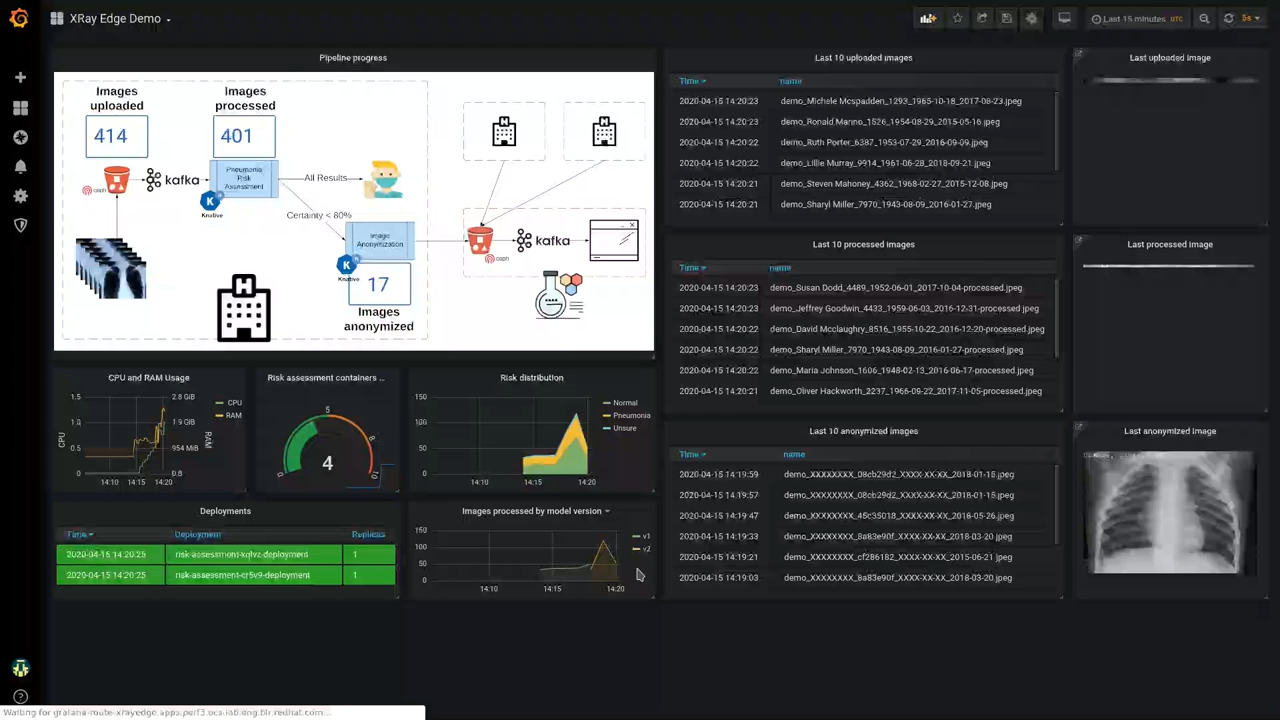 XRay Edge Demo
Last 15 minutes UTC
5s
Pipeline progress
Images
uploaded
414
Images
processed
401
ceph
kafka
Pneumonia
Risk
Assessment
Knative
All Results
Certainty < 80%
Image
Anonymization
Knative
17
Images
anonymized
H
ceph
kafka
Last 10 uploaded images
Time name
2020-04-15 14:20:23 demo_Michele Mcspadden_1293_1965-10-18_2017-08-23.jpeg
2020-04-15 14:20:23 demo_Ronald Manno_1526_1954-08-29_2015-05-16.jpeg
2020-04-15 14:20:23 demo_Ruth Porter_6387_1953-07-29_2016-09-09.jpeg
2020-04-15 14:20:22 demo_Lillie Murray_9914_1961-06-28_2018-09-21.jpeg
2020-04-15 14:20:21 demo_Steven Mahoney_4362_1968-02-27_2015-12-08.jpeg
2020-04-15 14:20:21 demo_Sharyl Miller_7970_1943-08-09_2016-01-27.jpeg
Last uploaded image
Last 10 processed images
Time name
2020-04-15 14:20:23 demo_Susan Dodd_4489_1952-06-01_2017-10-04-processed.jpeg
2020-04-15 14:20:23 demo_Jeffrey Goodwin_4433_1959-06-03_2016-12-31-processed.jpeg
2020-04-15 14:20:22 demo_David Mcclaughry_8516_1955-10-22_2016-12-20-processed.jpeg
2020-04-15 14:20:22 demo_Sharyl Miller_7970_1943-08-09_2016-01-27-processed.jpeg
2020-04-15 14:20:22 demo_Maria Johnson_1606_1948-02-13_2016-06-17-processed.jpeg
2020-04-15 14:20:21 demo_Oliver Hackworth_2237_1966-09-22_2017-11-05-processed.jpeg
Last processed image
CPU and RAM Usage
1.5
1.0
0.5
0
CPU
2.8 GiB
1.9 GiB
954 MiB
0 B
RAM
CPU
RAM
14:10 14:15 14:20
Risk assessment containers ...
0
5
8
10
4
Risk distribution
150
100
50
0
14:10 14:15 14:20
Normal
Pneumonia
Unsure
Last 10 anonymized images
Time name
2020-04-15 14:19:59 demo_XXXXXXXX_08cb29d2_XXXX-XX-XX_2018-01-15.jpeg
2020-04-15 14:19:57 demo_XXXXXXXX_08cb29d2_XXXX-XX-XX_2018-01-15.jpeg
2020-04-15 14:19:47 demo_XXXXXXXX_45c35018_XXXX-XX-XX_2018-05-26.jpeg
2020-04-15 14:19:33 demo_XXXXXXXX_8a83e90f_XXXX-XX-XX_2018-03-20.jpeg
2020-04-15 14:19:21 demo_XXXXXXXX_cf286182_XXXX-XX-XX_2015-06-21.jpeg
2020-04-15 14:19:03 demo_XXXXXXXX_8a83e90f_XXXX-XX-XX_2018-03-20.jpeg
Last anonymized image
Deployments
Time Deployment Replicas
2020-04-15 14:20:25 risk-assessment-xqlvz-deployment 1
2020-04-15 14:20:25 risk-assessment-cr5v9-deployment 1
Images processed by model version
150
100
50
0
14:10 14:15 14:20
v1
v2